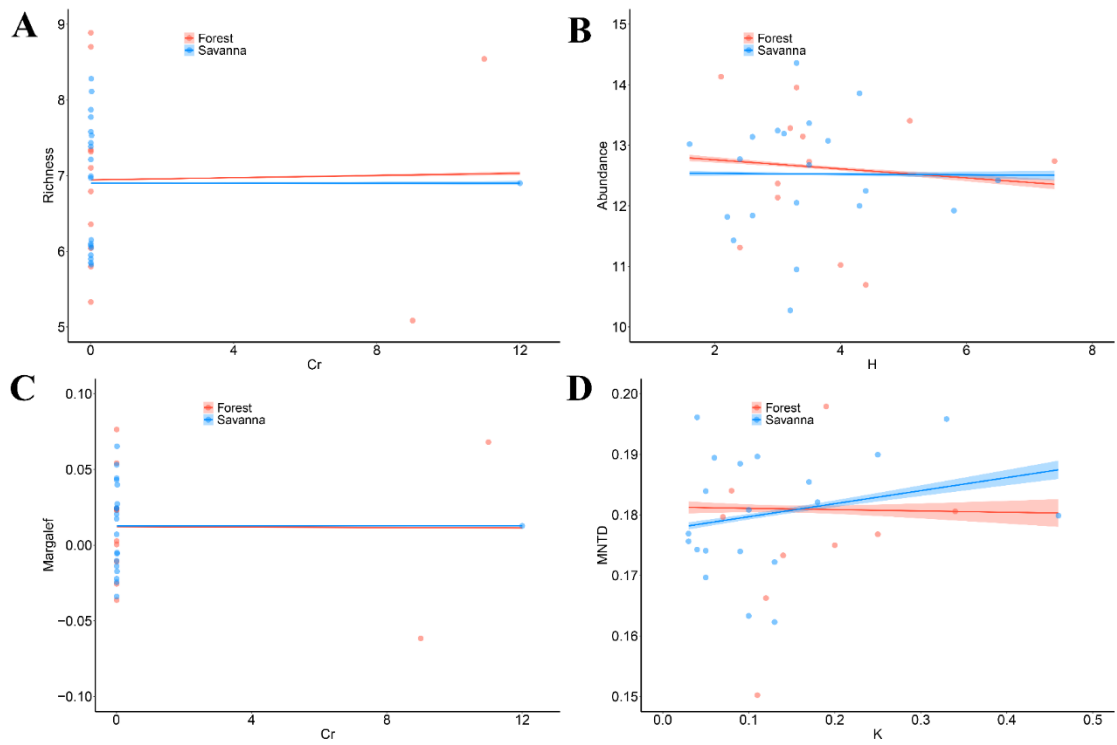 A
Forest
Savanna
9
8
7
6
5
Richness
0
4
8
12
Cr
B
Forest
Savanna
15
14
13
12
11
10
Abundance
2
4
6
8
H
C
Forest
Savanna
0.10
0.05
0.00
−0.05
−0.10
Margalef
0
4
8
12
Cr
D
Forest
Savanna
0.20
0.19
0.18
0.17
0.16
0.15
MNTD
0.0
0.1
0.2
0.3
0.4
0.5
K